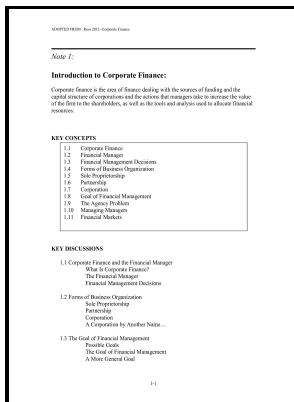 ADOPTED FROM: Ross 2012- Corporate Finance
Note 1:
Introduction to Corporate Finance:
Corporate finance is the area of finance dealing with the sources of funding and the
capital structure of corporations and the actions that managers take to increase the value
of the firm to the shareholders, as well as the tools and analysis used to allocate financial
resources.
KEY CONCEPTS
1.1 Corporate Finance
1.2 Financial Manager
1.3 Financial Management Decisions
1.4 Forms of Business Organization
1.5 Sole Proprietorship
1.6 Partnership
1.7 Corporation
1.8 Goal of Financial Management
1.9 The Agency Problem
1.10 Managing Managers
1.11 Financial Markets
KEY DISCUSSIONS
1.1 Corporate Finance and the Financial Manager
What Is Corporate Finance?
The Financial Manager
Financial Management Decisions
1.2 Forms of Business Organization
Sole Proprietorship
Partnership
Corporation
A Corporation by Another Name…
1.3 The Goal of Financial Management
Possible Goals
The Goal of Financial Management
A More General Goal
1-1